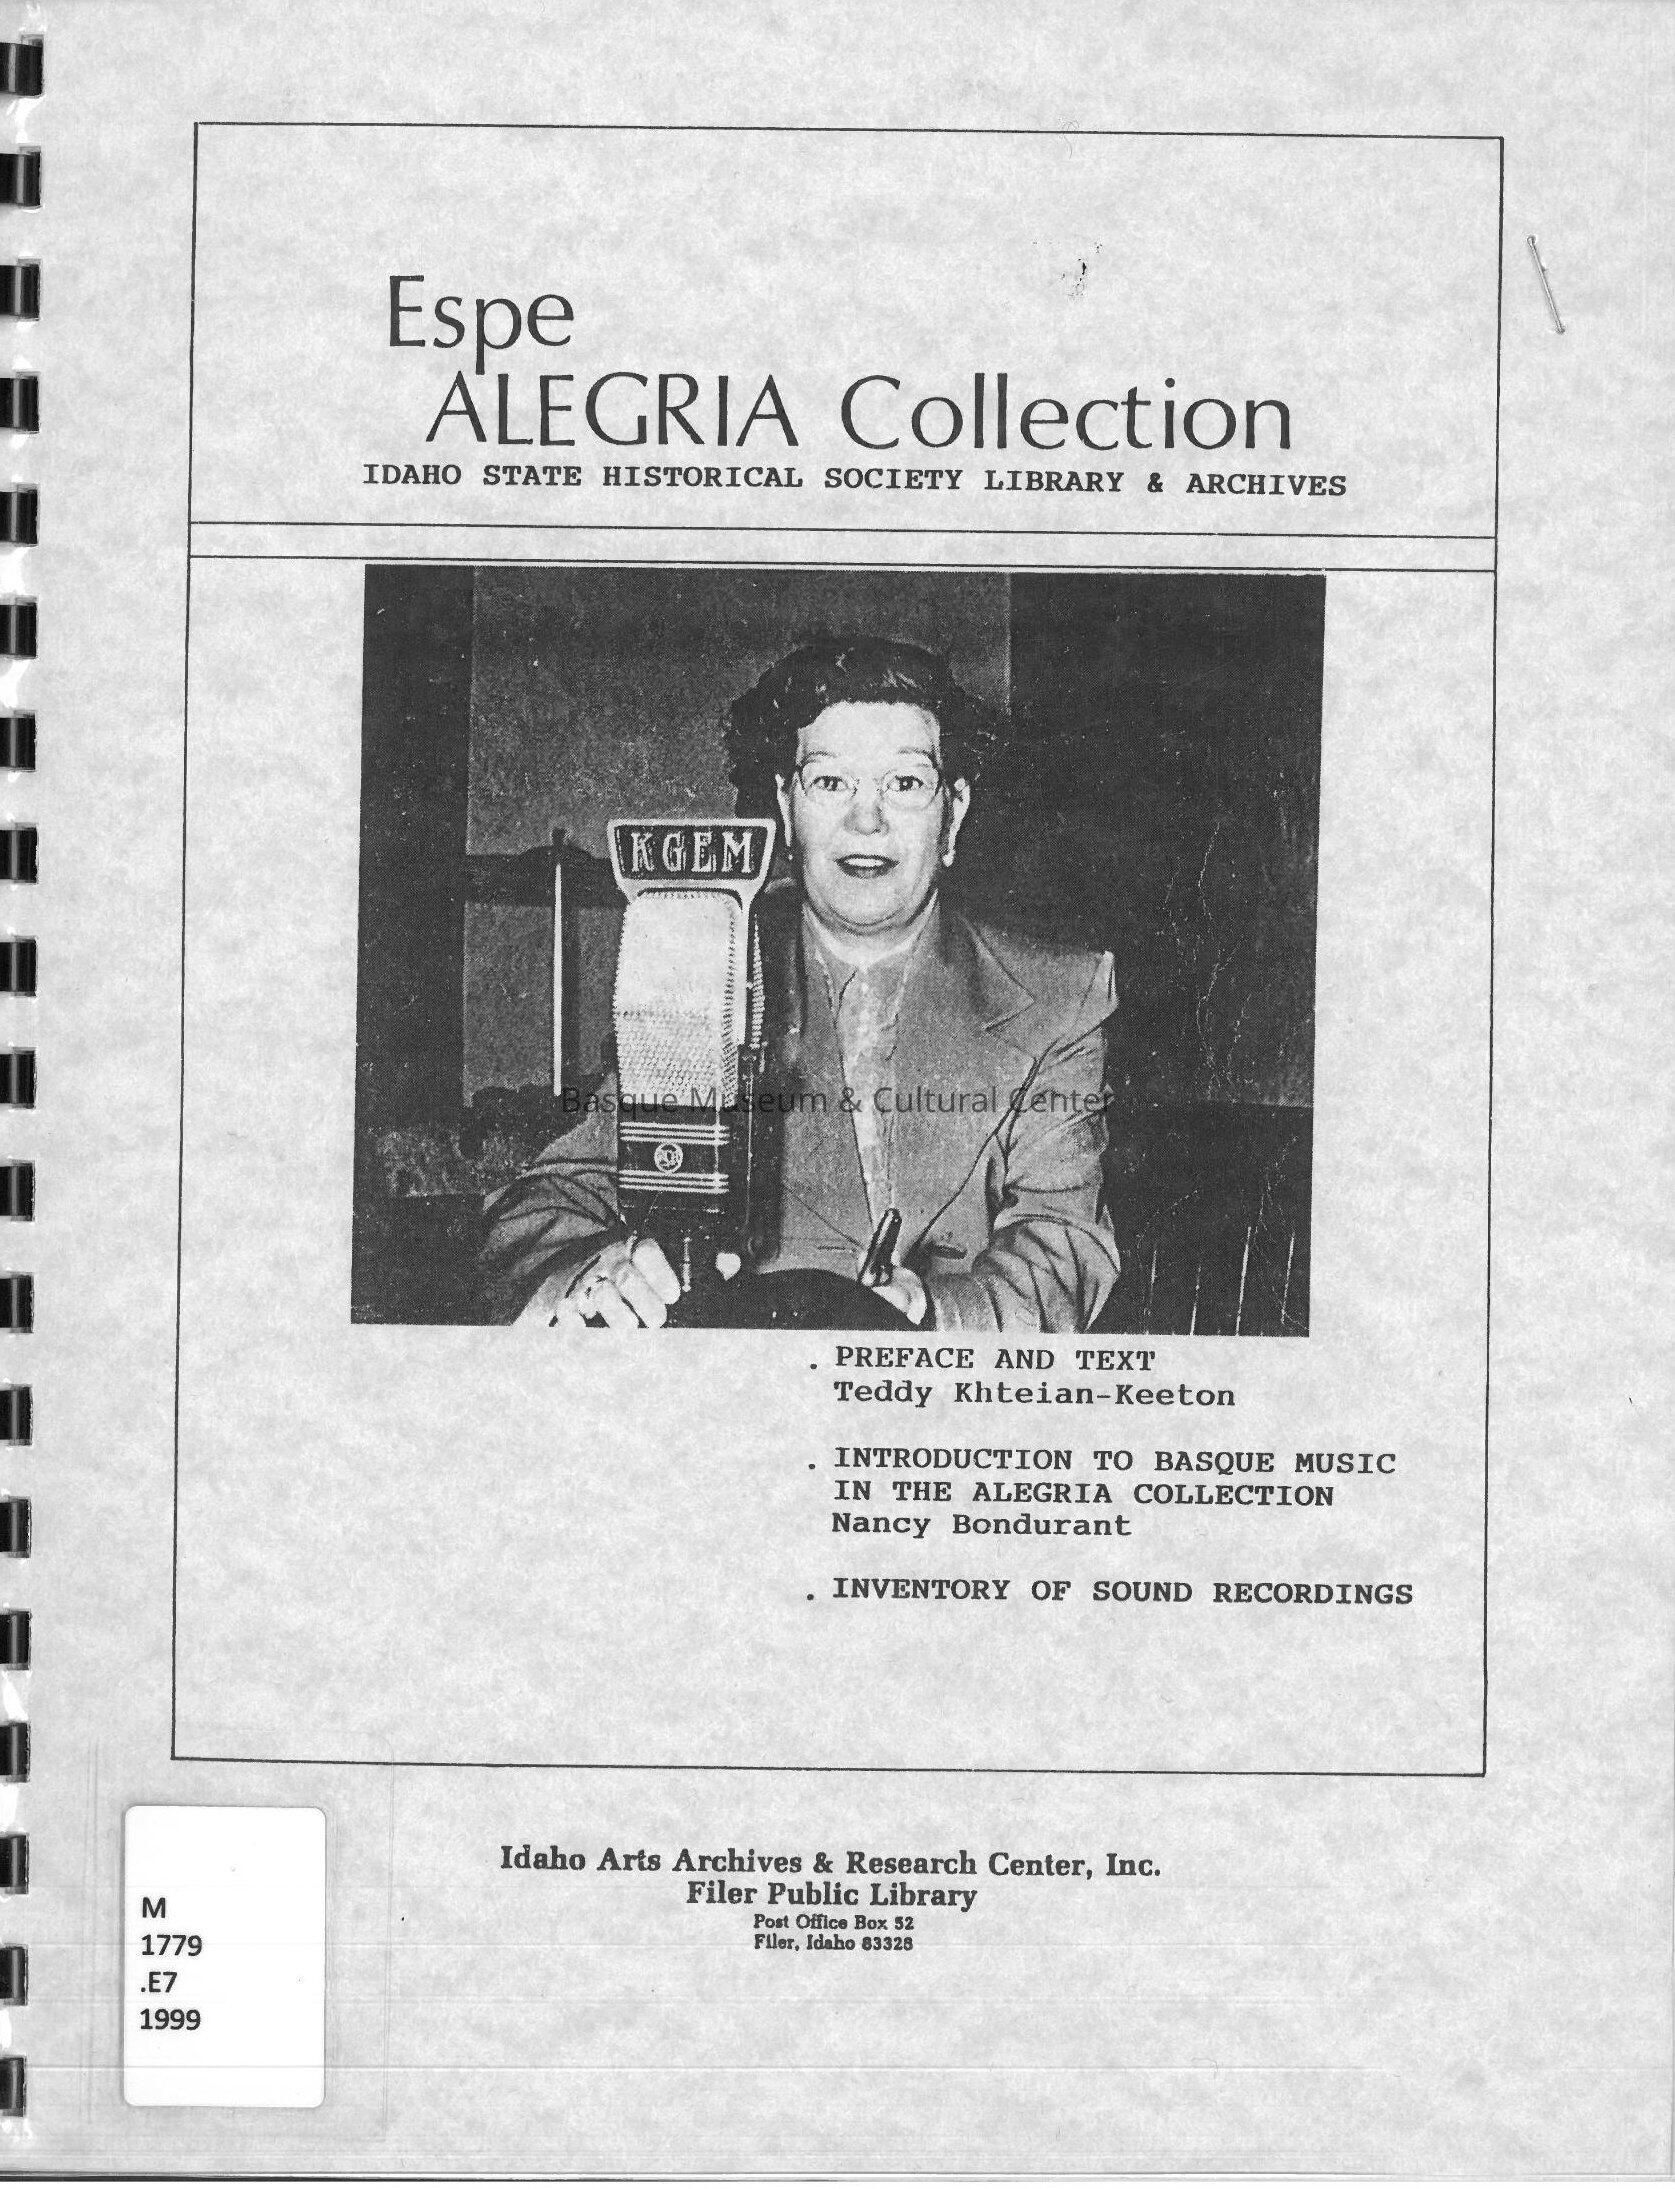 Espe
ALEGRIA Collection
IDAHO STATE HISTORICAL SOCIETY LIBRARY & ARCHIVES
KGEM
Basque Museum & Cultural Center
. PREFACE AND TEXT
Teddy Khteian-Keeton
. INTRODUCTION TO BASQUE MUSIC
IN THE ALEGRIA COLLECTION
Nancy Bondurant
. INVENTORY OF SOUND RECORDINGS
Idaho Arts Archives & Research Center, Inc.
Filer Public Library
Post Office Box 52
Filer, Idaho 83328
M
1779
.E7
1999